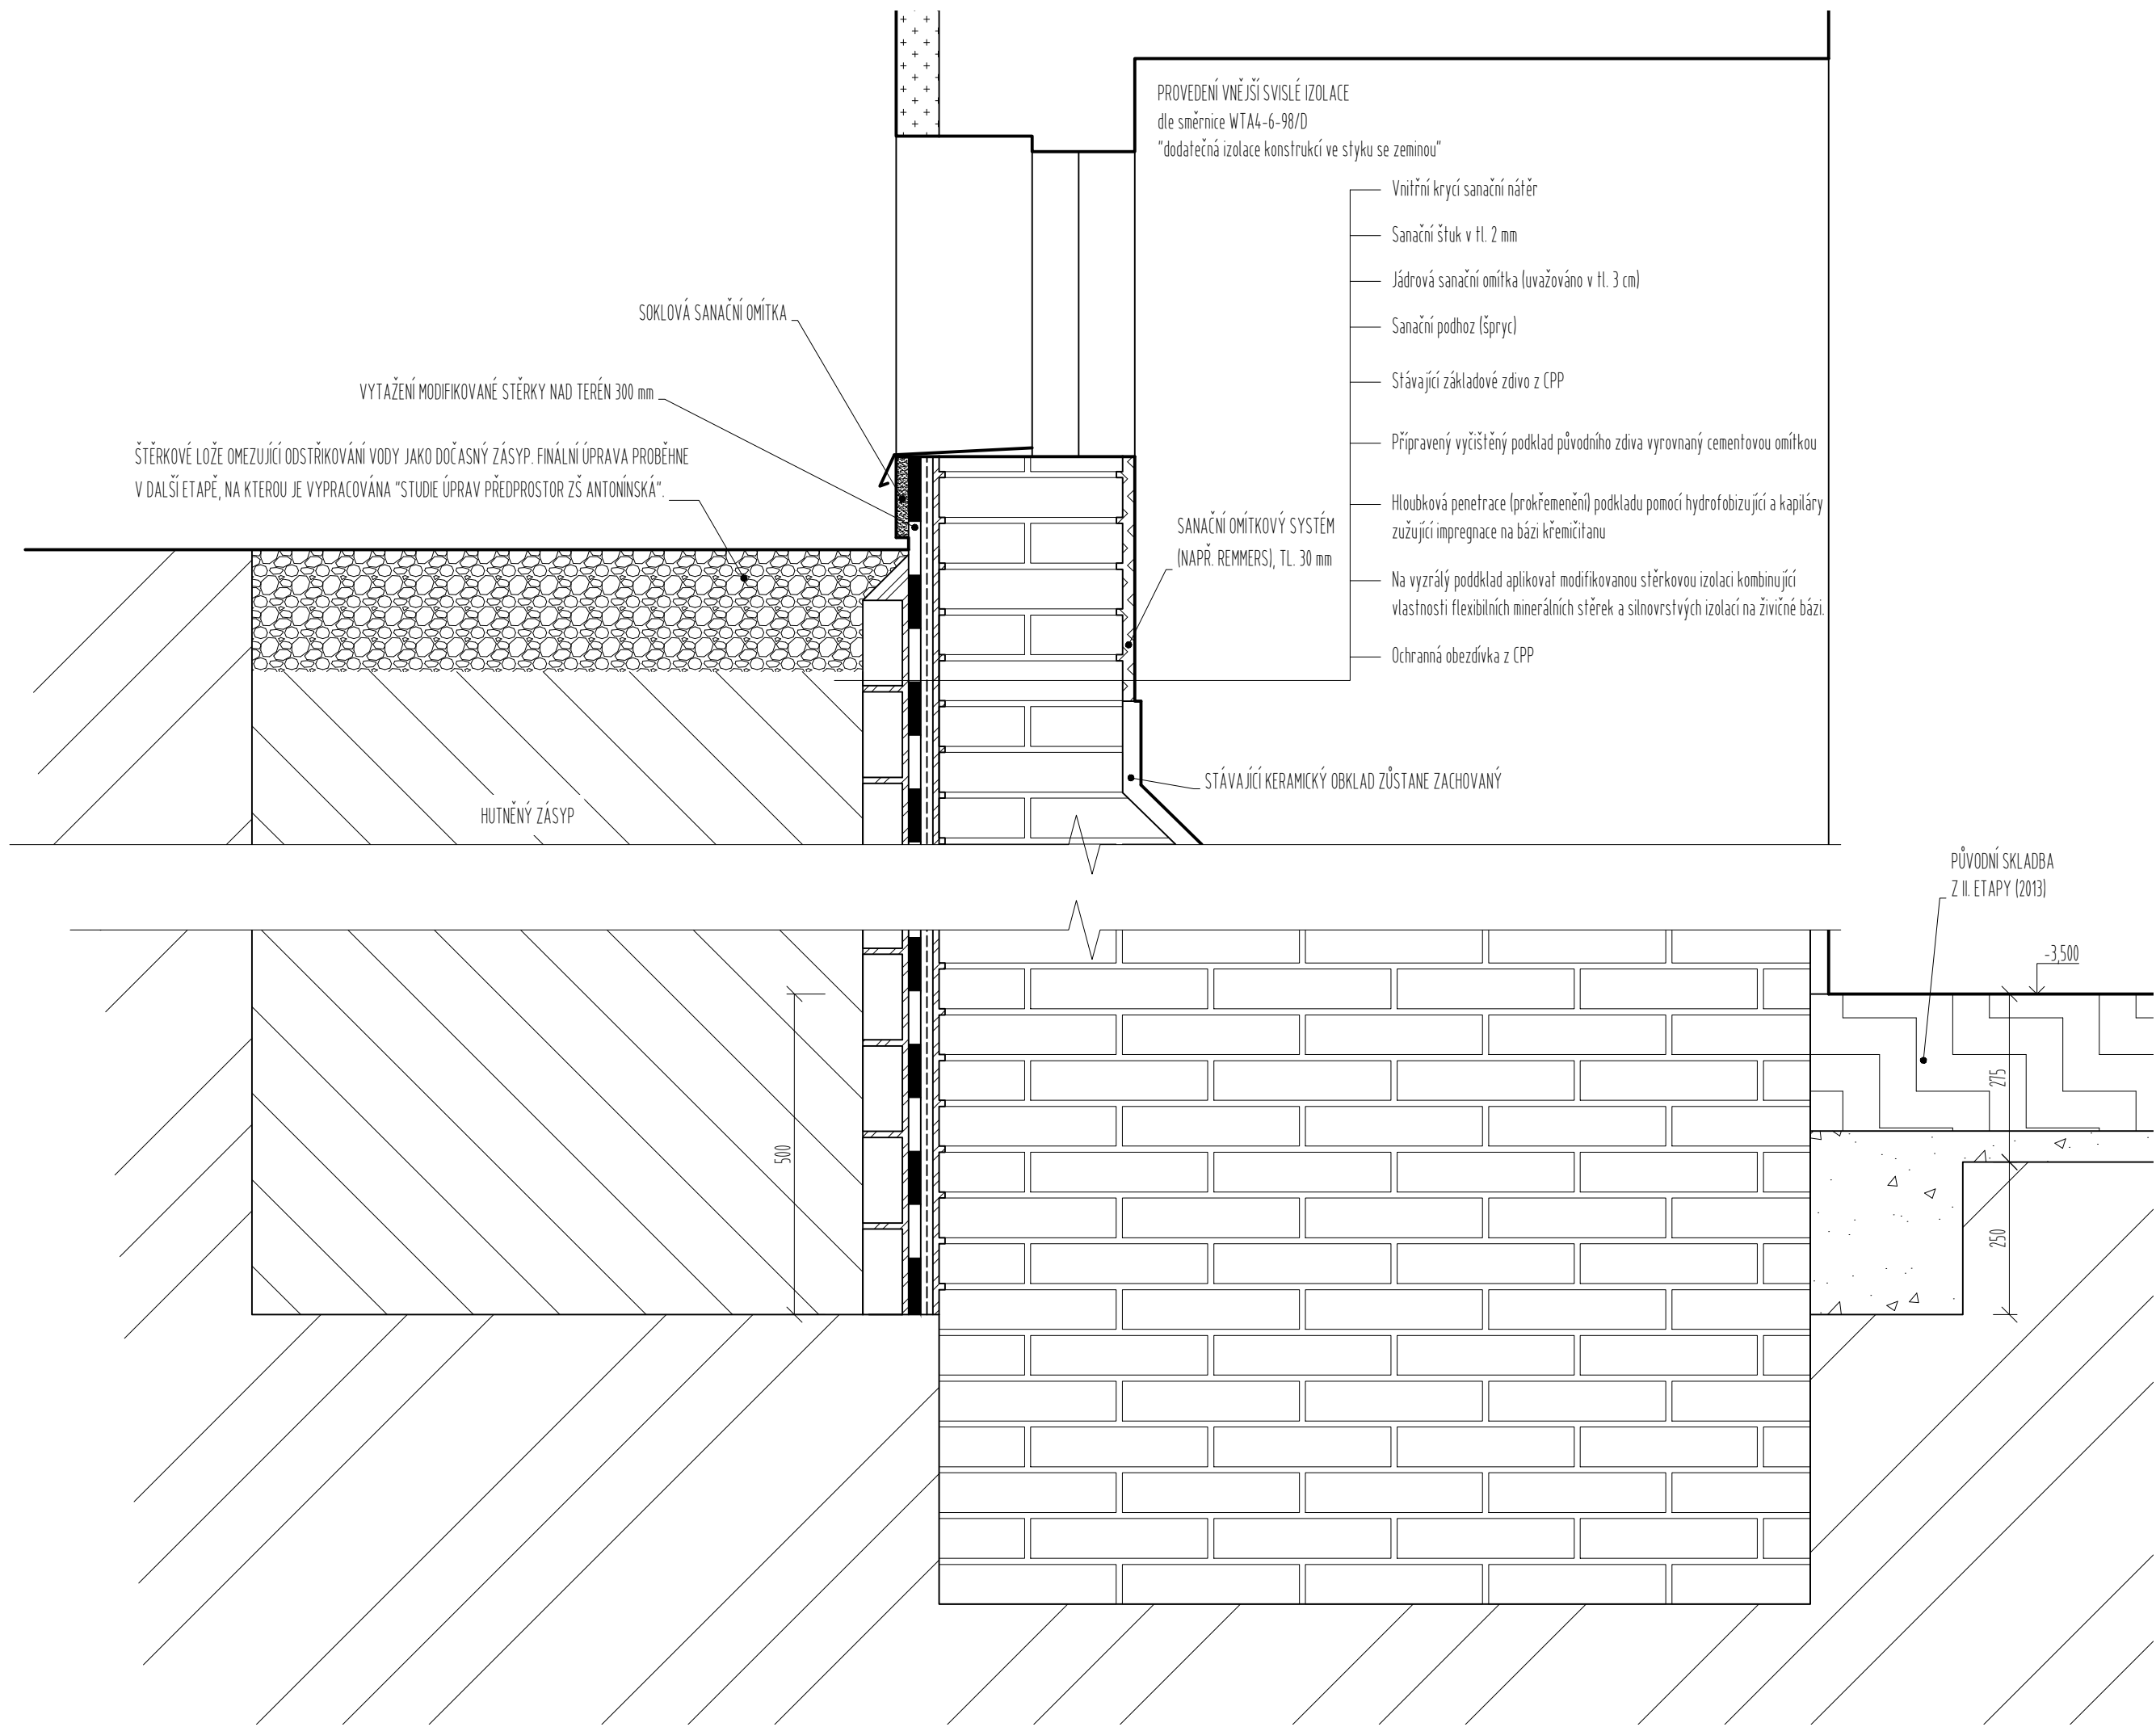 PROVEDENÍ VNĚJŠÍ SVISLÉ IZOLACE
dle směrnice WTA4-6-98/D
"dodatečná izolace konstrukcí ve styku se zeminou"
Vnitřní krycí sanační nátěr
Sanační štuk v tl. 2 mm
Jádrová sanační omítka (uvažováno v tl. 3 cm)
Sanační podhoz (špryc)
Stávající základové zdivo z CPP
Přípravený vyčištěný podklad původního zdiva vyrovnaný cementovou omítkou
Hloubková penetrace (prokřemenění) podkladu pomocí hydrofobizující a kapiláry
zužující impregnace na bázi křemičitanu
Na vyzrálý poddklad aplikovat modifikovanou stěrkovou izolaci kombinující
vlastnosti flexibilních minerálních stěrek a silnovrstvých izolací na živičné bázi.
Ochranná obezdívka z CPP
SOKLOVÁ SANAČNÍ OMÍTKA
VYTAŽENÍ MODIFIKOVANÉ STĚRKY NAD TERÉN 300 mm
ŠTĚRKOVÉ LOŽE OMEZUJÍCÍ ODSTŘIKOVÁNÍ VODY JAKO DOČASNÝ ZÁSYP. FINÁLNÍ ÚPRAVA PROBĚHNE
V DALŠÍ ETAPĚ, NA KTEROU JE VYPRACOVÁNA "STUDIE ÚPRAV PŘEDPROSTOR ZŠ ANTONÍNSKÁ".
SANAČNÍ OMÍTKOVÝ SYSTÉM
(NAPŘ. REMMERS), TL. 30 mm
STÁVAJÍCÍ KERAMICKÝ OBKLAD ZŮSTANE ZACHOVANÝ
HUTNĚNÝ ZÁSYP
PŮVODNÍ SKLADBA
Z II. ETAPY (2013)
-3,500
275
500
250